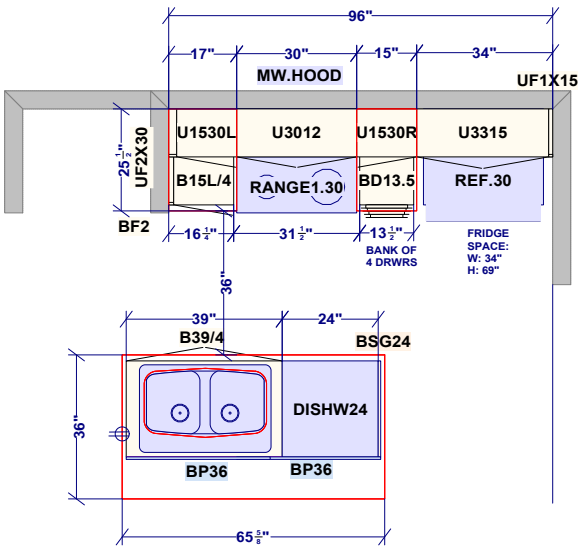 96"
17"
30"
15"
34"
MW.HOOD
UF1X15
U1530L
U3012
U1530R
U3315
25 1/2"
UF2X30
B15L/4
RANGE1.30
BD13.5
REF.30
BF2
16 1/4"
31 1/2"
13 1/2"
BANK OF
4 DRWRS
FRIDGE
SPACE:
W: 34"
H: 69"
36"
39"
24"
B39/4
BSG24
36"
DISHW24
BP36
BP36
65 5/8"